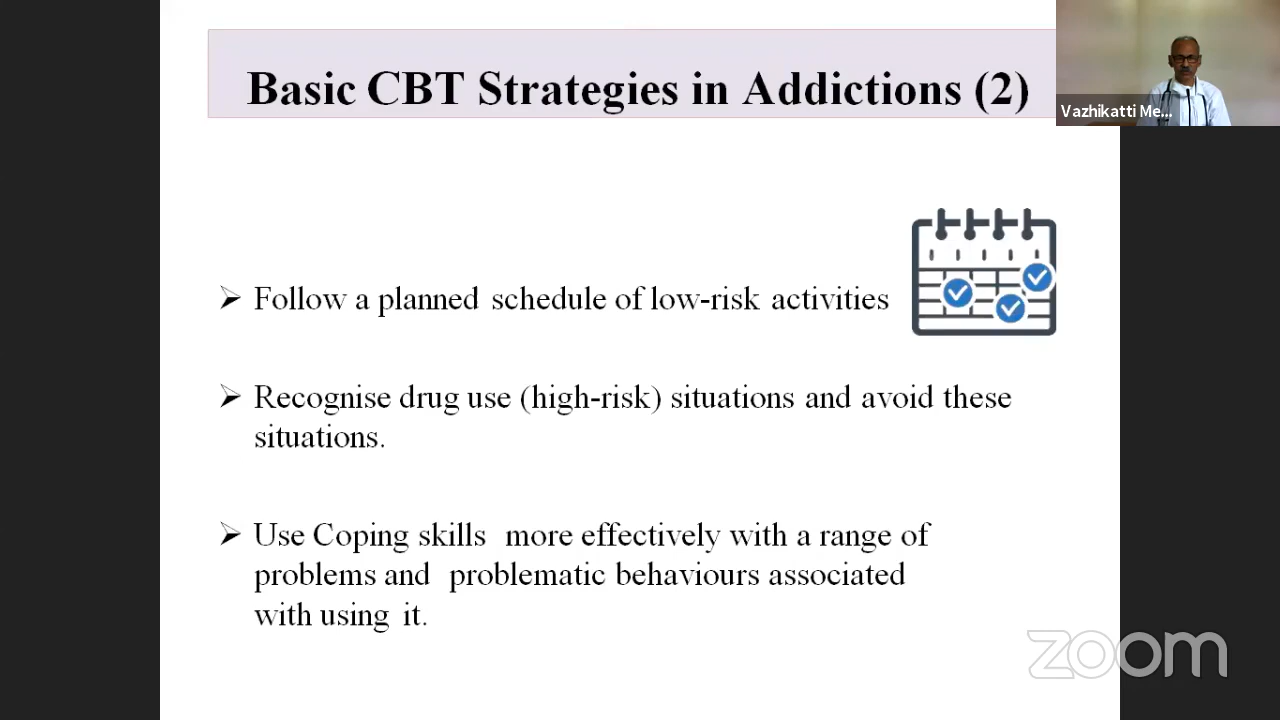 Basic CBT Strategies in Addictions (2)
Vazhikatti Me...
➢ Follow a planned schedule of low-risk activities
➢ Recognise drug use (high-risk) situations and avoid these
situations.
➢ Use Coping skills more effectively with a range of
problems and problematic behaviours associated
with using it.
zoom